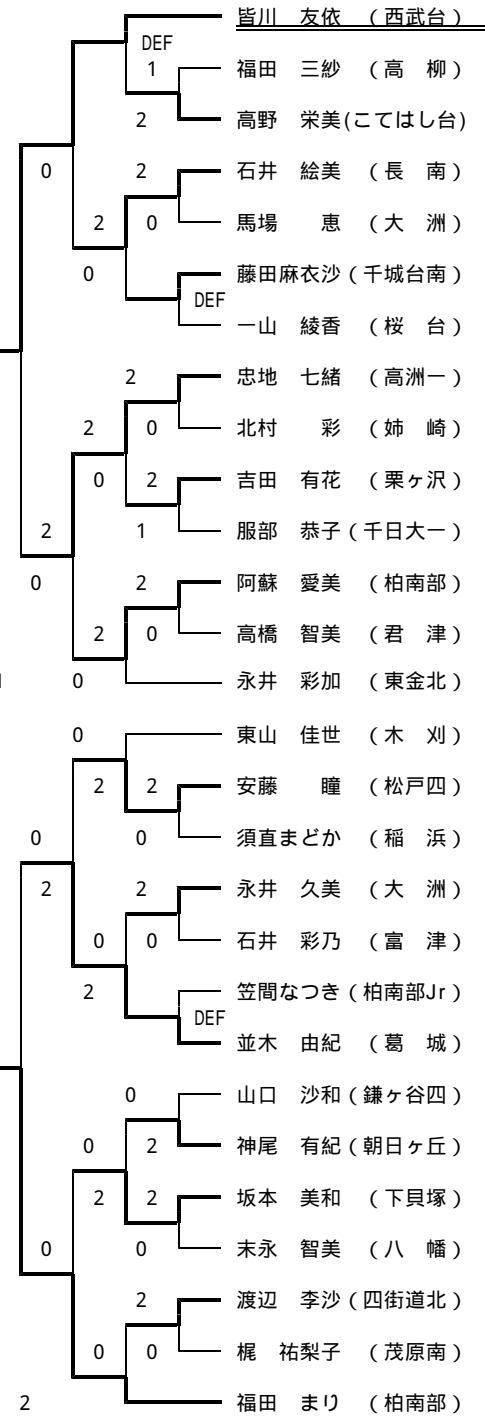 皆川 友依 (西武台)
DEF
1 福田 三紗 (高 柳)
2 高野 栄美(こてはし台)
0 2 石井 絵美 (長 南)
2 0 馬場 恵 (大 洲)
0 藤田麻衣沙(千城台南)
DEF
一山 綾香 (桜 台)
2 忠地 七緒 (高洲一)
2 0 北村 彩 (姉 崎)
0 2 吉田 有花 (栗ヶ沢)
2 1 服部 恭子(千日大一)
0 2 阿蘇 愛美 (柏南部)
2 0 高橋 智美 (君 津)
0 永井 彩加 (東金北)
0 東山 佳世 (木 刈)
2 2 安藤 瞳 (松戸四)
0 0 須直まどか (稲 浜)
2 2 永井 久美 (大 洲)
0 0 石井 彩乃 (富 津)
2 笠間なつき(柏南部Jr)
DEF
並木 由紀 (葛 城)
0 山口 沙和(鎌ヶ谷四)
0 2 神尾 有紀(朝日ヶ丘)
2 2 坂本 美和 (下貝塚)
0 0 末永 智美 (八 幡)
2 渡辺 李沙(四街道北)
0 0 梶 祐梨子 (茂原南)
2 福田 まり (柏南部)